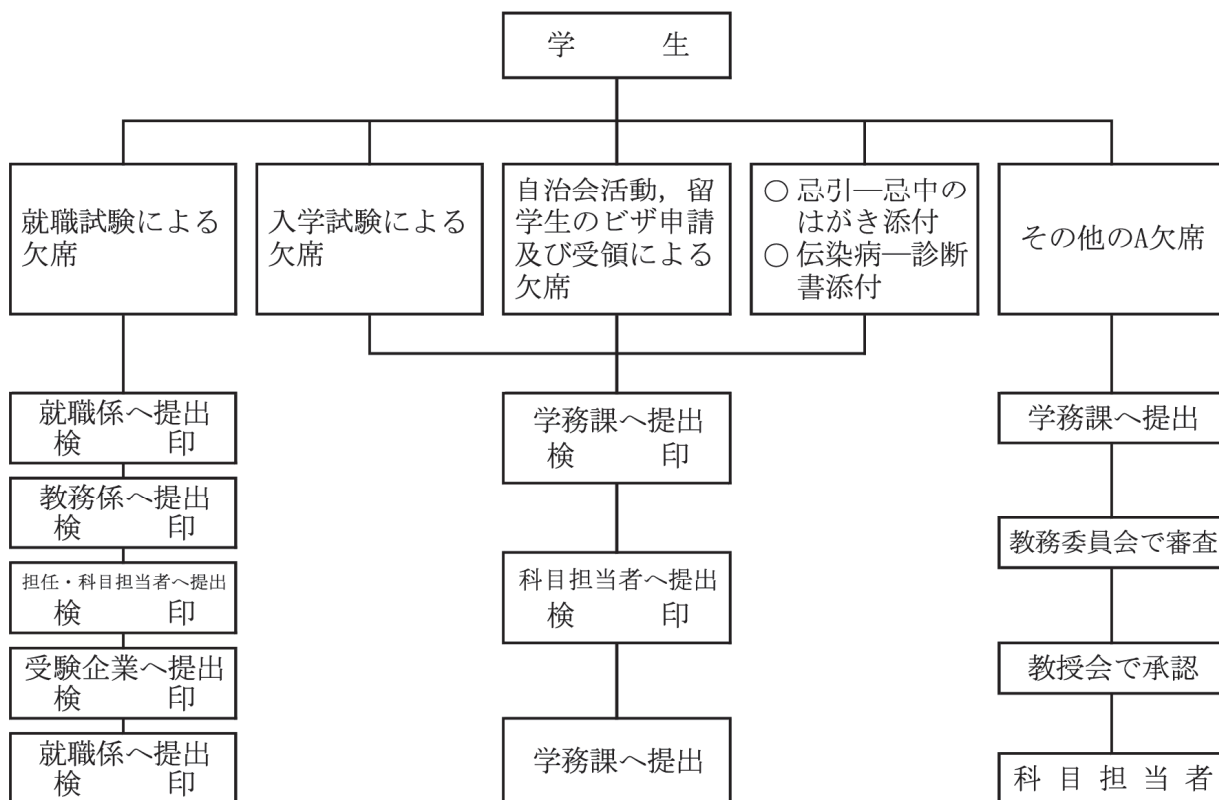 学 生
就職試験による
欠席
入学試験による
欠席
自治会活動，留
学生のビザ申請
及び受領による
欠席
○ 忌引―忌中の
はがき添付
○ 伝染病―診断
書添付
その他のA欠席
就職係へ提出
検 印
教務係へ提出
検 印
担任・科目担当者へ提出
検 印
受験企業へ提出
検 印
就職係へ提出
検 印
学務課へ提出
検 印
科目担当者へ提出
検 印
学務課へ提出
学務課へ提出
教務委員会で審査
教授会で承認
科 目 担 当 者